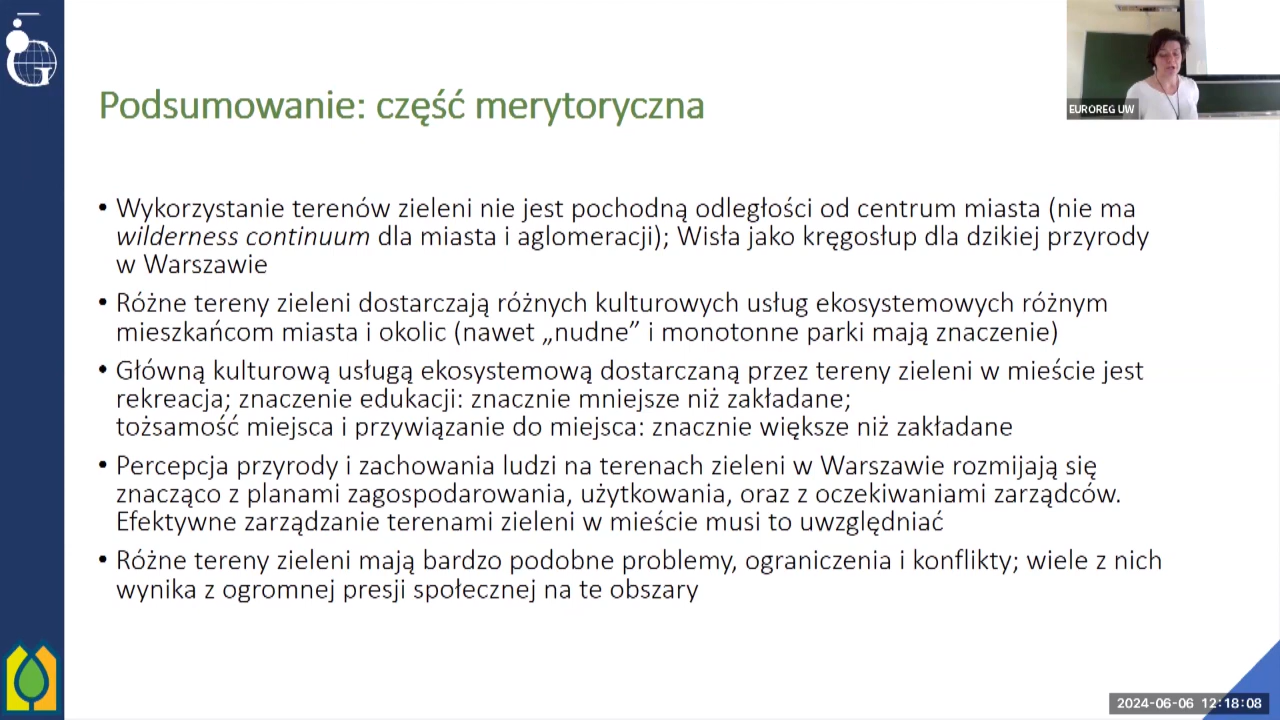 EUROREG UW
Podsumowanie: część merytoryczna
• Wykorzystanie terenów zieleni nie jest pochodną odległości od centrum miasta (nie ma
wilderness continuum dla miasta i aglomeracji); Wisła jako kręgosłup dla dzikiej przyrody
w Warszawie
• Różne tereny zieleni dostarczają różnych kulturowych usług ekosystemowych różnym
mieszkańcom miasta i okolic (nawet „nudne” i monotonne parki mają znaczenie)
• Główną kulturową usługą ekosystemową dostarczaną przez tereny zieleni w mieście jest
rekreacja; znaczenie edukacji: znacznie mniejsze niż zakładane;
tożsamość miejsca i przywiązanie do miejsca: znacznie większe niż zakładane
• Percepcja przyrody i zachowania ludzi na terenach zieleni w Warszawie rozmijają się
znacząco z planami zagospodarowania, użytkowania, oraz z oczekiwaniami zarządców.
Efektywne zarządzanie terenami zieleni w mieście musi to uwzględniać
• Różne tereny zieleni mają bardzo podobne problemy, ograniczenia i konflikty; wiele z nich
wynika z ogromnej presji społecznej na te obszary
2024-06-06 12:18:08